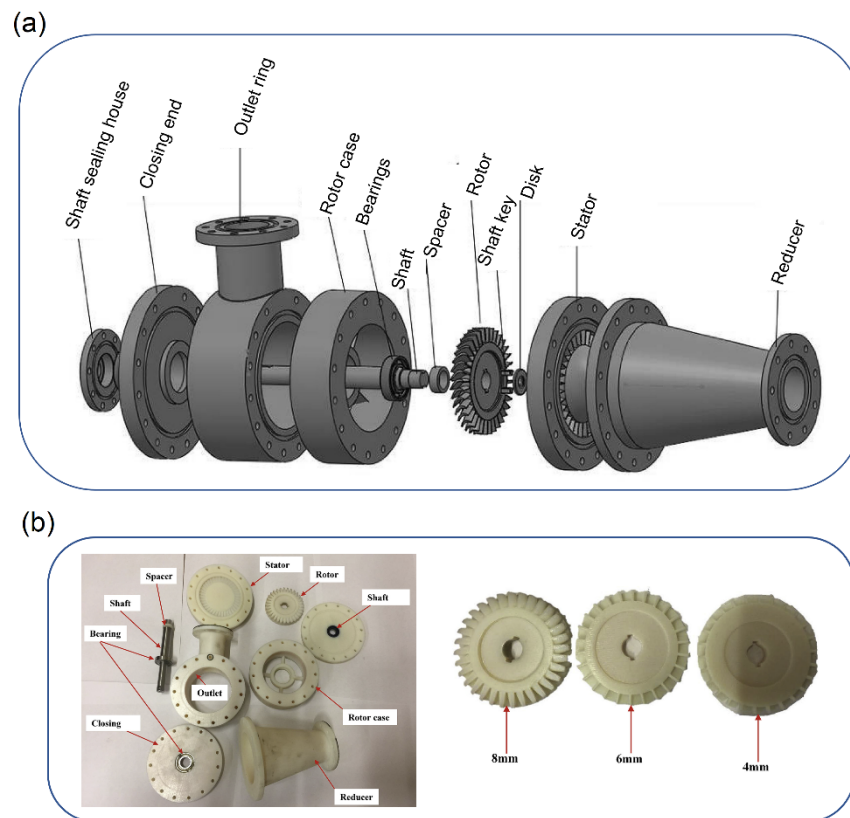 (a)
Shaft sealing house
Closing end
Outlet ring
Rotor case
Bearings
Shaft
Spacer
Rotor
Shaft key
Disk
Stator
Reducer
(b)
Stator
Spacer
Rotor
Shaft
Shaft
Bearing
Outlet
Rotor case
Closing
Reducer
8mm
6mm
4mm